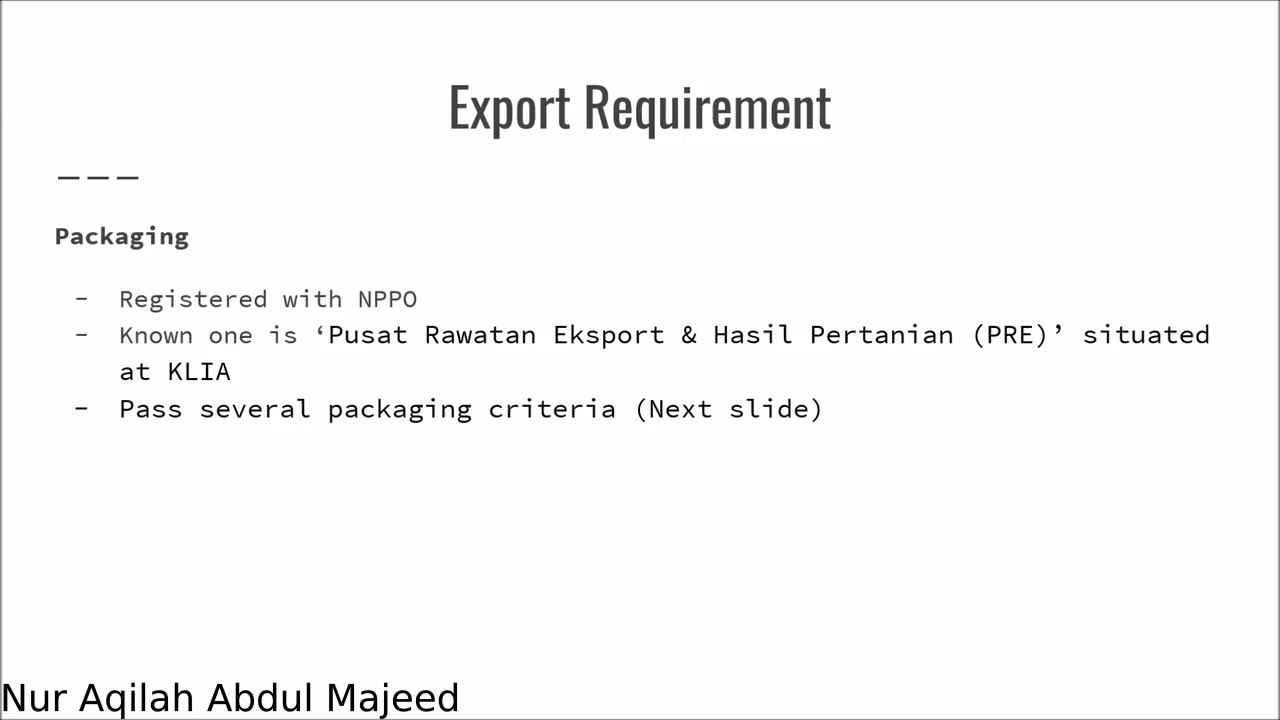 Export Requirement
Packaging
- Registered with NPPO
- Known one is ‘Pusat Rawatan Eksport & Hasil Pertanian (PRE)’ situated
at KLIA
- Pass several packaging criteria (Next slide)
Nur Aqilah Abdul Majeed